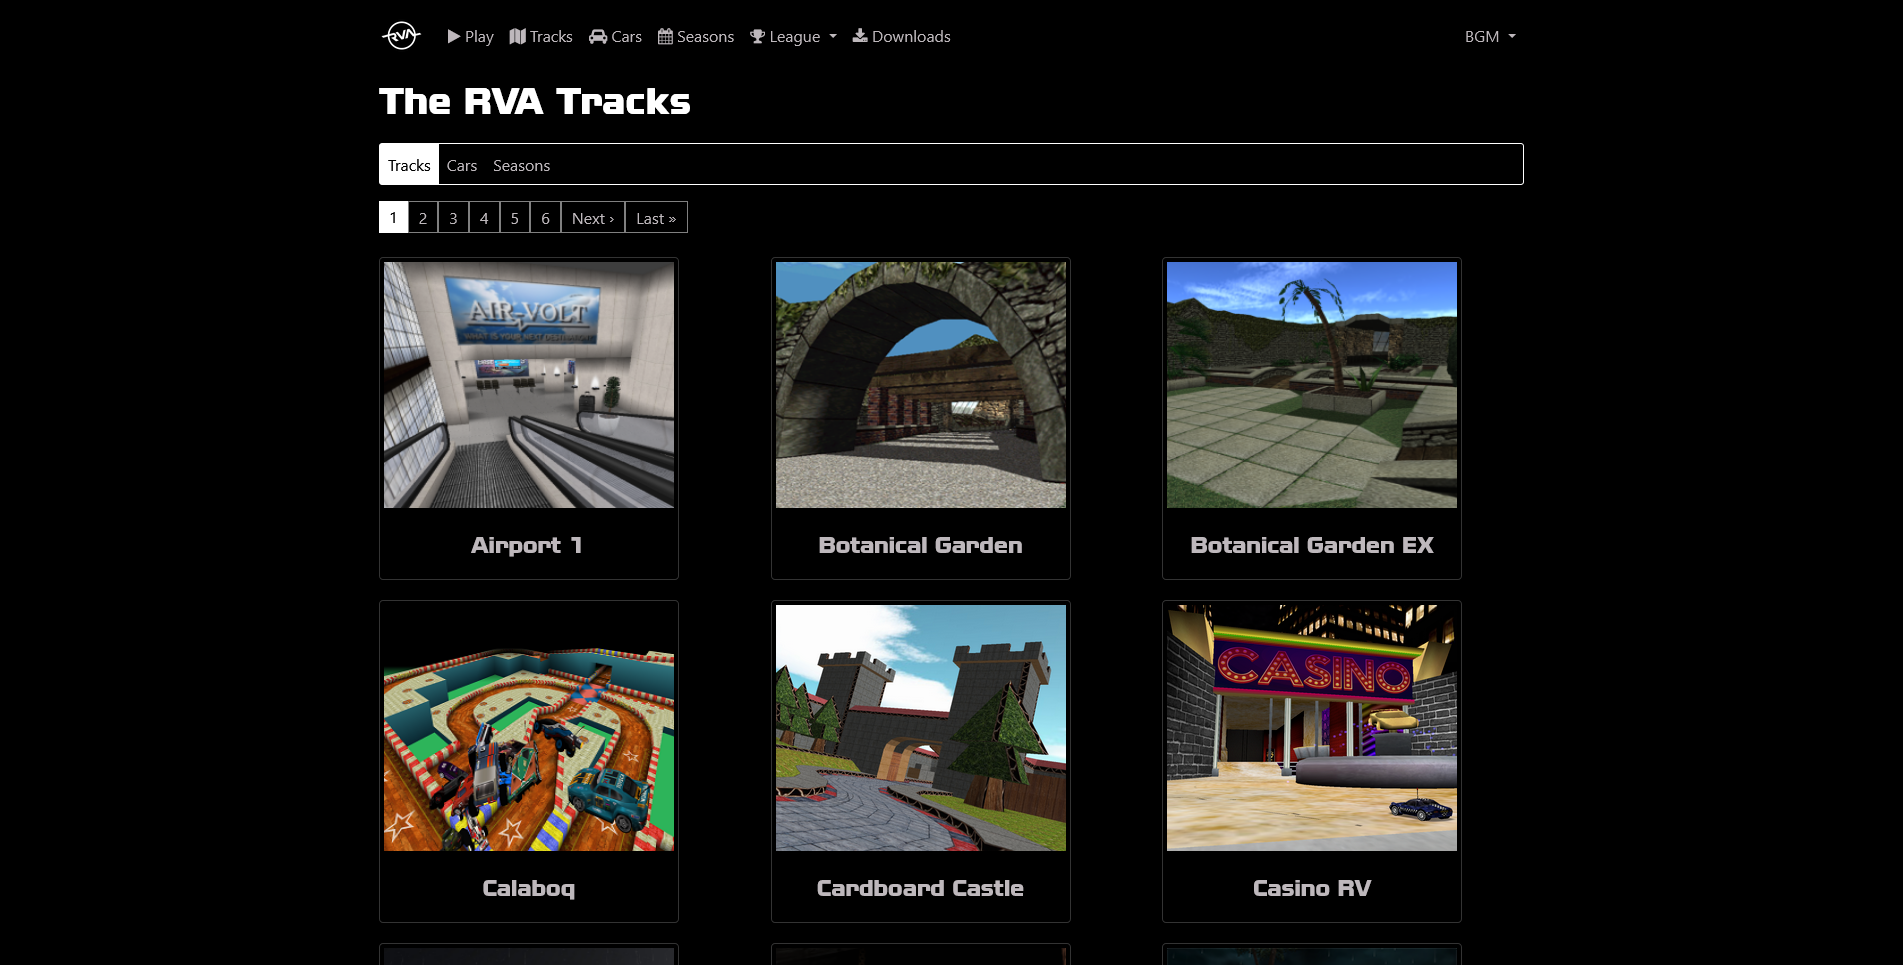 RVA
Play
Tracks
Cars
Seasons
League
Downloads
BGM
The RVA Tracks
Tracks
Cars
Seasons
1
2
3
4
5
6
Next ›
Last »
AIR-VOLT
WHAT IS YOUR NEXT DESTINATION
Airport 1
Botanical Garden
Botanical Garden EX
Calaboq
Cardboard Castle
CASINO
Casino RV